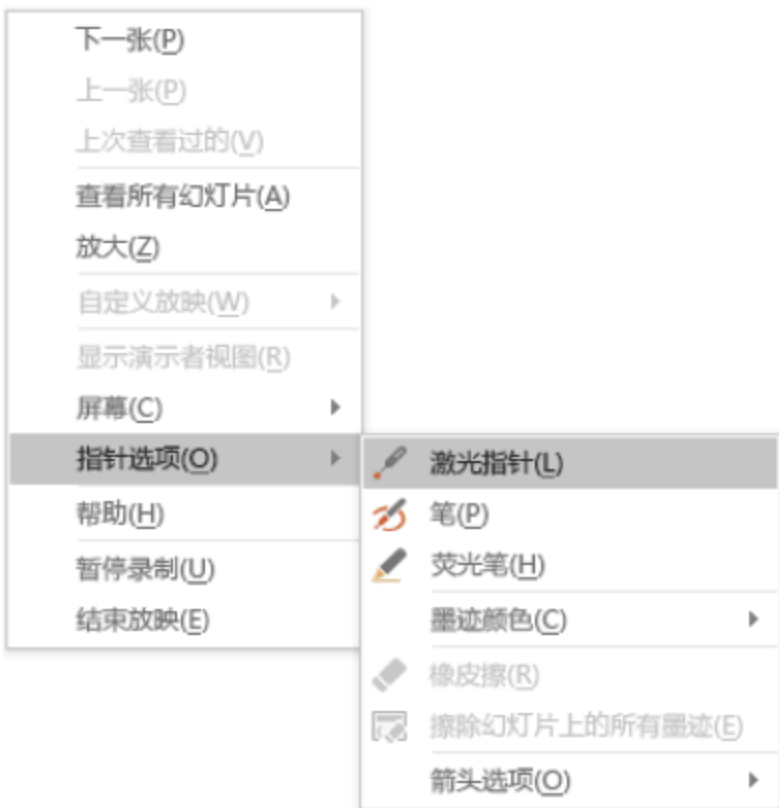 下一张(P)
上一张(P)
上次查看过的(V)
查看所有幻灯片(A)
放大(Z)
自定义放映(W)
显示演示者视图(R)
屏幕(C)
指针选项(O)
帮助(H)
暂停录制(U)
结束放映(E)
激光指针(L)
笔(P)
荧光笔(H)
墨迹颜色(C)
橡皮擦(R)
擦除幻灯片上的所有墨迹(E)
箭头选项(O)